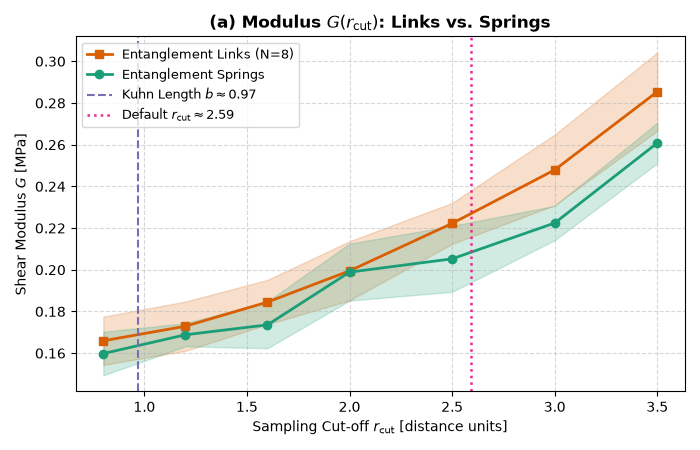 (a) Modulus G(r_cut): Links vs. Springs
Entanglement Links (N=8)
Entanglement Springs
Kuhn Length b ≈ 0.97
Default r_cut ≈ 2.59
Shear Modulus G [MPa]
0.30
0.28
0.26
0.24
0.22
0.20
0.18
0.16
1.0 1.5 2.0 2.5 3.0 3.5
Sampling Cut-off r_cut [distance units]